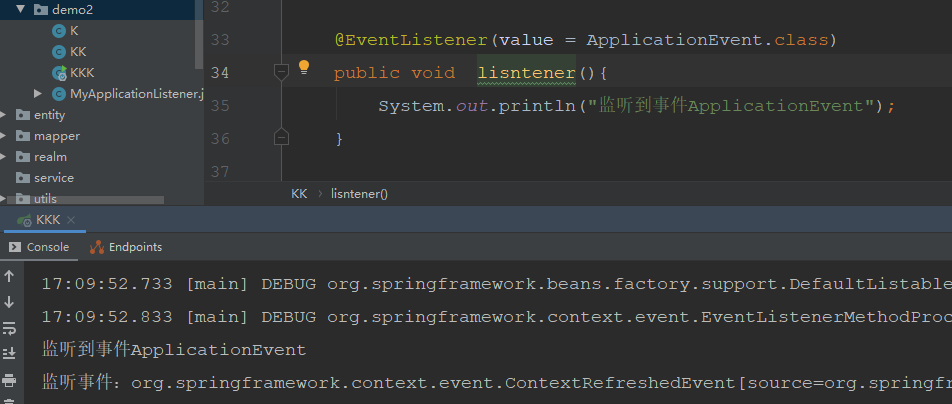 demo2
K
KK
KKK
MyApplicationListener.j
entity
mapper
realm
service
utils
32
33 @EventListener(value = ApplicationEvent.class)
34 public void lisntener(){
35 System.out.println("监听到事件ApplicationEvent");
36 }
37
KK › lisntener()
KKK ×
Console Endpoints
17:09:52.733 [main] DEBUG org.springframework.beans.factory.support.DefaultListable
17:09:52.833 [main] DEBUG org.springframework.context.event.EventListenerMethodProc
监听到事件ApplicationEvent
监听事件：org.springframework.context.event.ContextRefreshedEvent[source=org.springfr